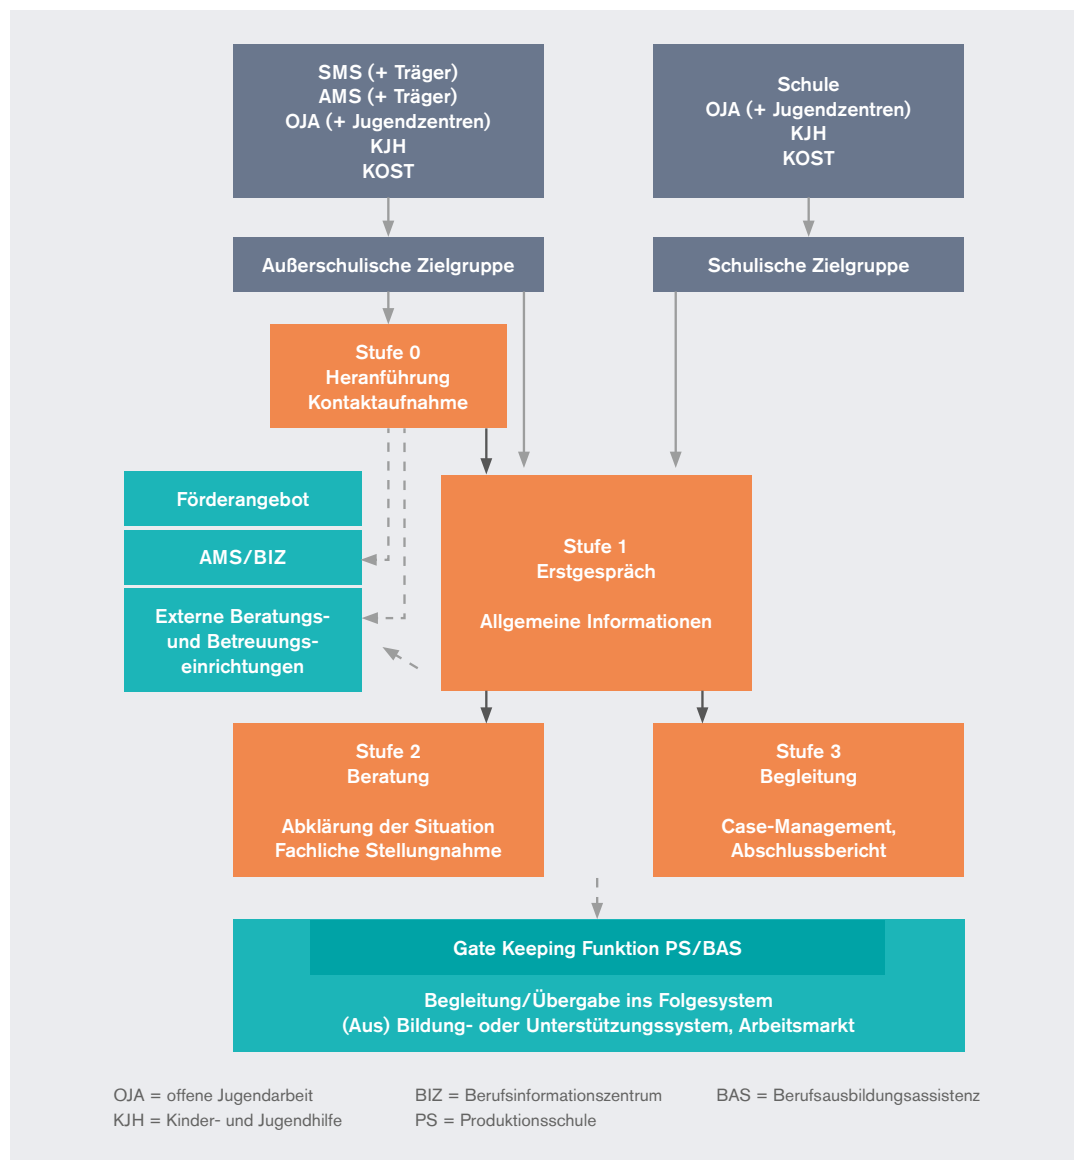 SMS (+ Träger)
AMS (+ Träger)
OJA (+ Jugendzentren)
KJH
KOST
Schule
OJA (+ Jugendzentren)
KJH
KOST
Außerschulische Zielgruppe
Schulische Zielgruppe
Stufe 0
Heranführung
Kontaktaufnahme
Förderangebot
AMS/BIZ
Externe Beratungs-
und Betreuungs-
einrichtungen
Stufe 1
Erstgespräch
Allgemeine Informationen
Stufe 2
Beratung
Abklärung der Situation
Fachliche Stellungnahme
Stufe 3
Begleitung
Case-Management,
Abschlussbericht
Gate Keeping Funktion PS/BAS
Begleitung/Übergabe ins Folgesystem
(Aus) Bildung- oder Unterstützungssystem, Arbeitsmarkt
OJA = offene Jugendarbeit
KJH = Kinder- und Jugendhilfe
BIZ = Berufsinformationszentrum
PS = Produktionsschule
BAS = Berufsausbildungsassistenz